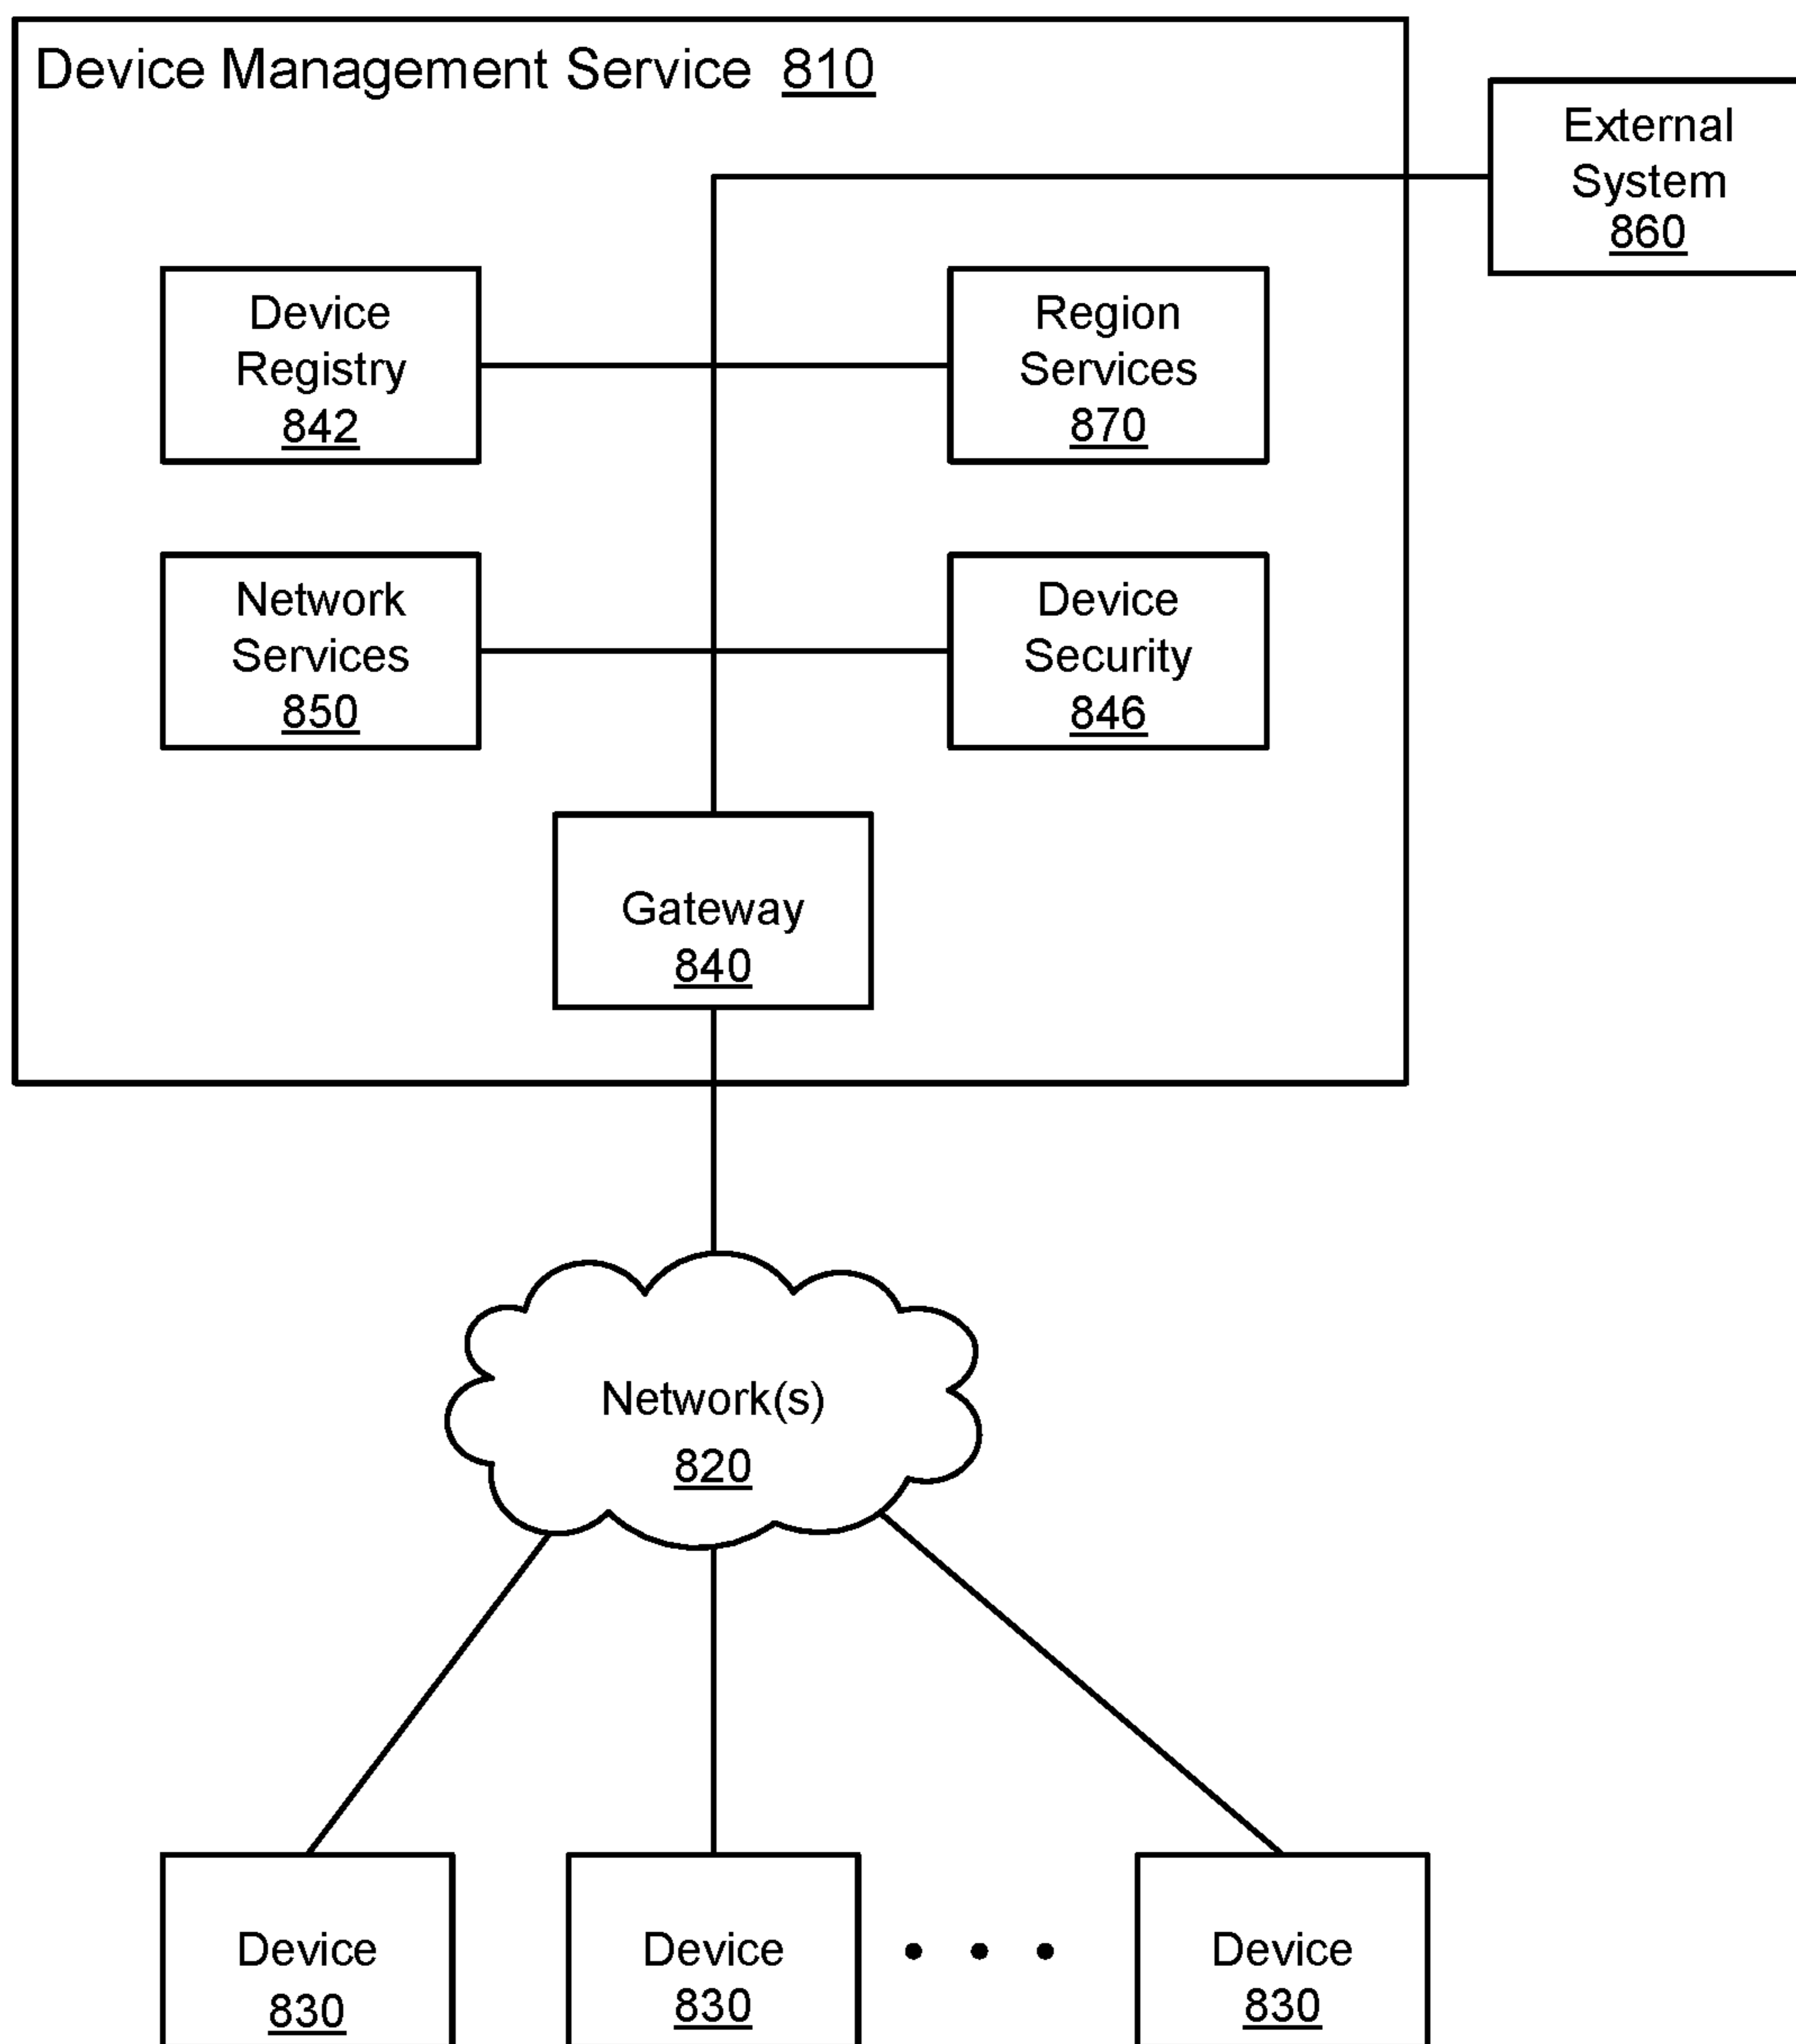 Device Management Service 810
External
System
860
Device
Registry
842
Region
Services
870
Network
Services
850
Device
Security
846
Gateway
840
Network(s)
820
Device
830
Device
830
Device
830